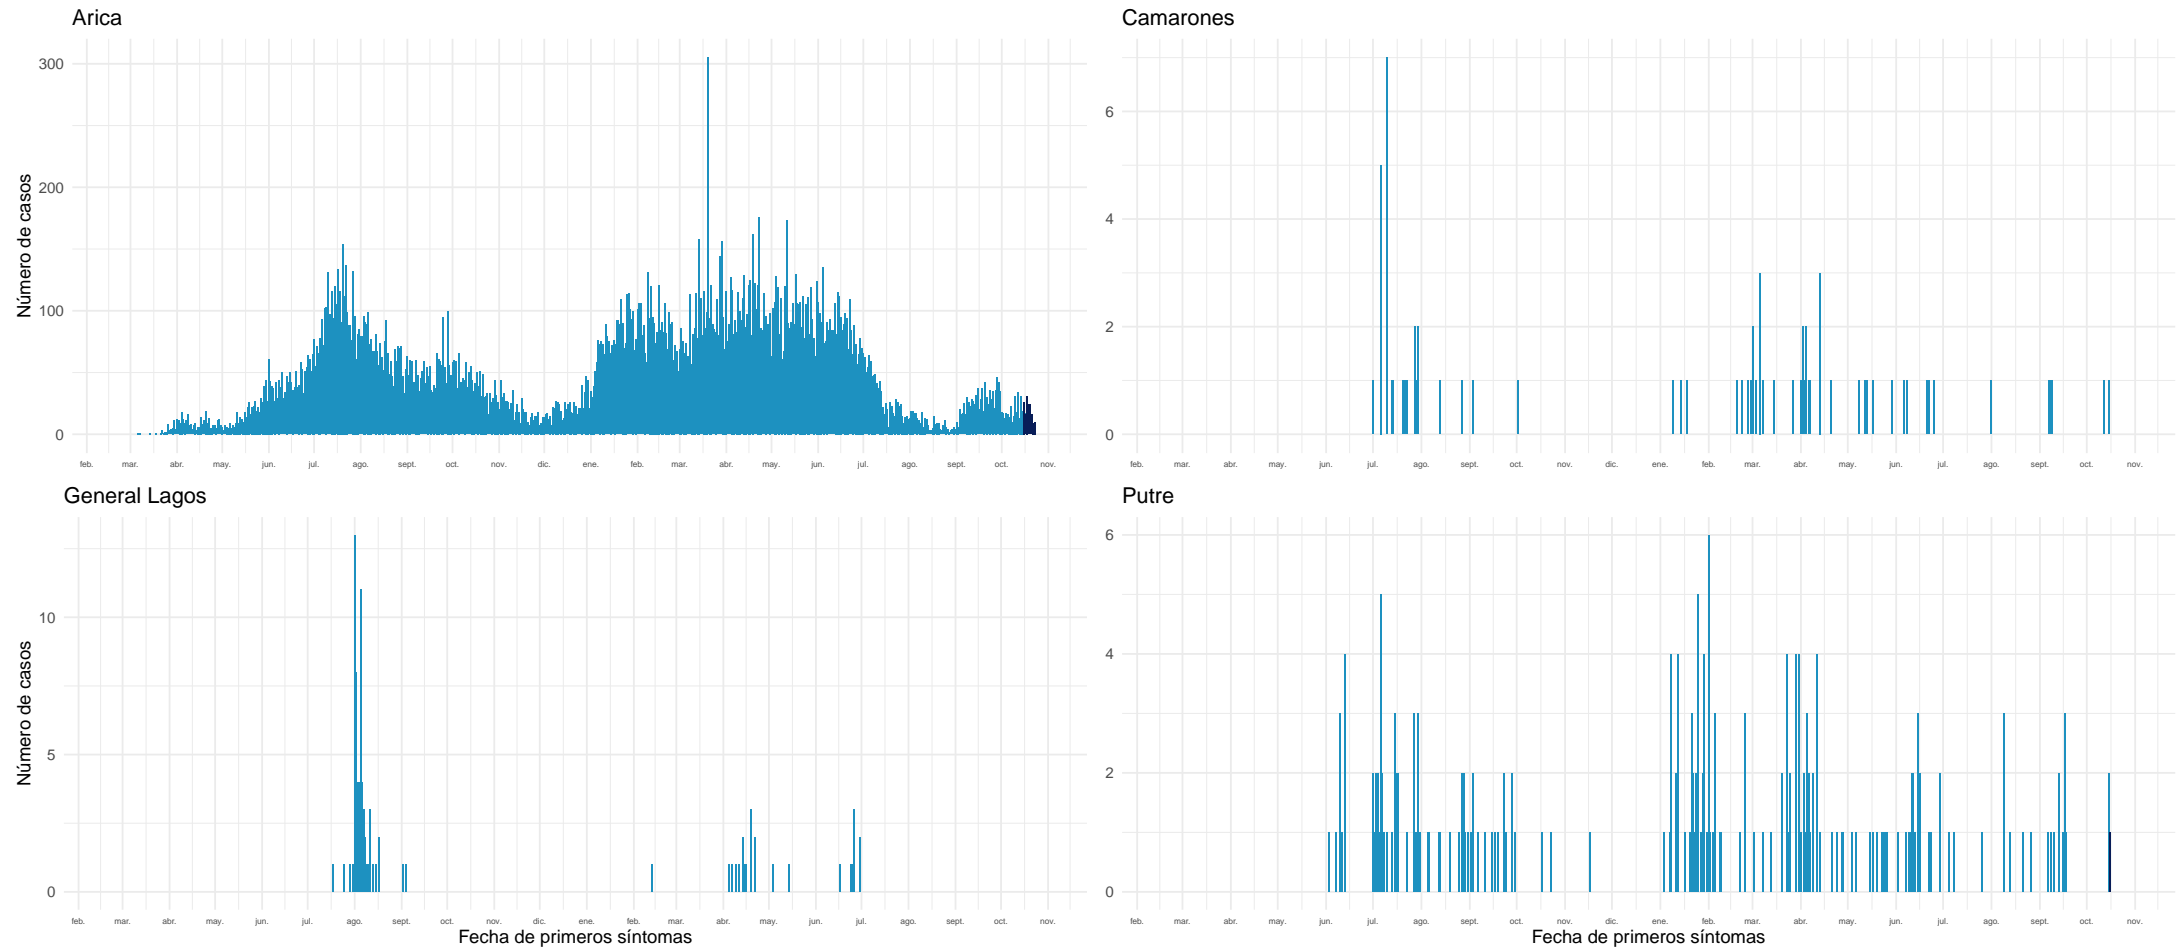 Arica
Número de casos
300
200
100
0
feb. mar. abr. may. jun. jul. ago. sept. oct. nov. dic. ene. feb. mar. abr. may. jun. jul. ago. sept. oct. nov.
Camarones
6
4
2
0
feb. mar. abr. may. jun. jul. ago. sept. oct. nov. dic. ene. feb. mar. abr. may. jun. jul. ago. sept. oct. nov.
General Lagos
Número de casos
10
5
0
feb. mar. abr. may. jun. jul. ago. sept. oct. nov. dic. ene. feb. mar. abr. may. jun. jul. ago. sept. oct. nov.
Fecha de primeros síntomas
Putre
6
4
2
0
feb. mar. abr. may. jun. jul. ago. sept. oct. nov. dic. ene. feb. mar. abr. may. jun. jul. ago. sept. oct. nov.
Fecha de primeros síntomas